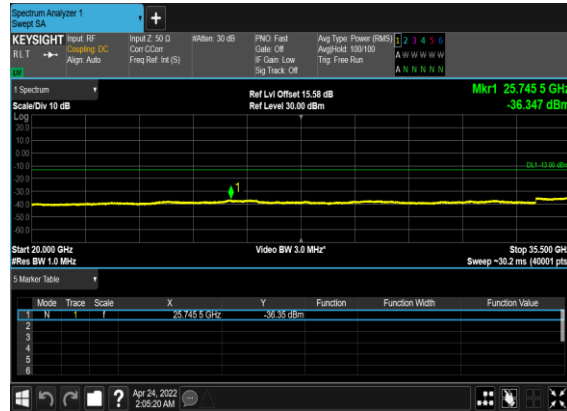 Spectrum Analyzer 1
Swept SA
+
KEYSIGHT Input: RF Input Z: 50 Ω #Atten: 30 dB PNO: Fast Avg Type: Power (RMS) 1 2 3 4 5 6
RLT Coupling: DC Corr CCorr Gate: Off Avg|Hold: 100/100 A W W W W W
Align: Auto Freq Ref: Int (S) IF Gain: Low Trig: Free Run
Sig Track: Off A N N N N N
1 Spectrum Ref Lvl Offset 15.58 dB Mkr1 25.745 5 GHz
Scale/Div 10 dB Ref Level 30.00 dBm -36.347 dBm
Log
20.0
10.0
0.00
-10.0 DL1 -13.00 dBm
-20.0
-30.0 1
-40.0
-50.0
-60.0
Start 20.000 GHz Video BW 3.0 MHz* Stop 35.500 GHz
#Res BW 1.0 MHz Sweep ~30.2 ms (40001 pts
5 Marker Table
Mode Trace Scale X Y Function Function Width Function Value
1 N 1 f 25.745 5 GHz -36.35 dBm
2
3
4
5
6
? Apr 24, 2022
2:05:20 AM